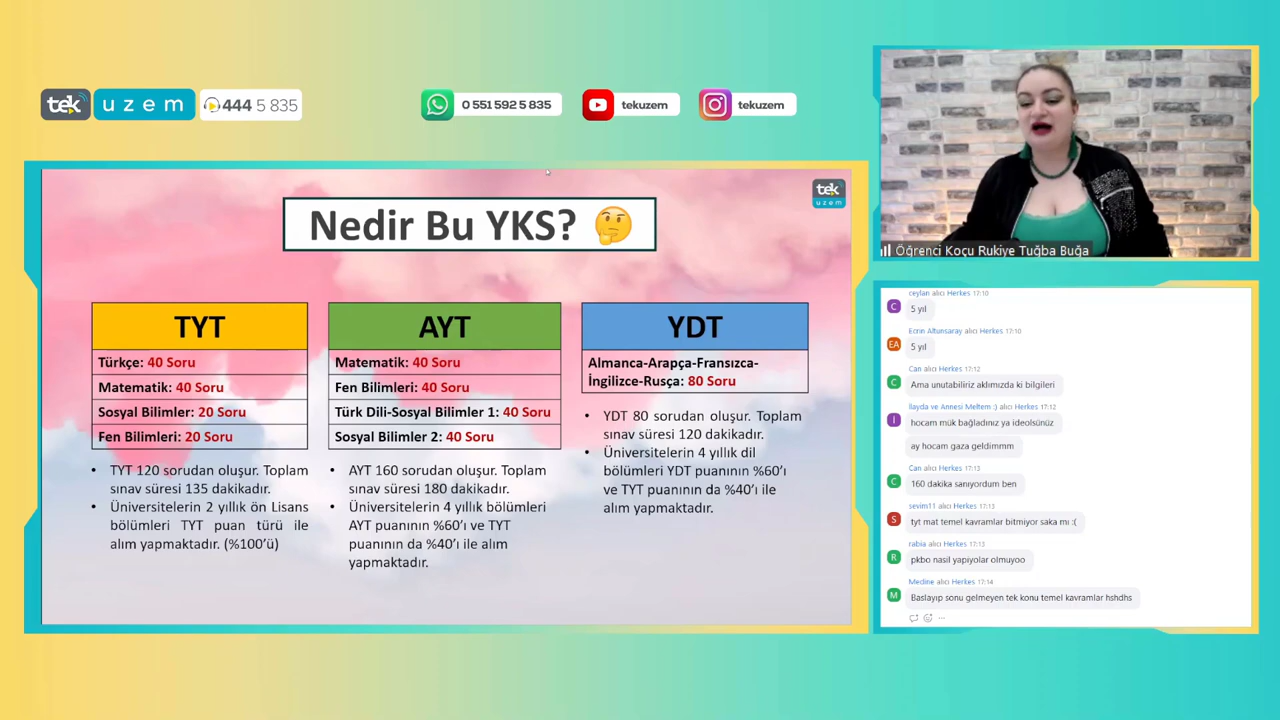 tek uzem 444 5 835
0 551 592 5 835
tekuzem
tekuzem
tek
uzem
Nedir Bu YKS?
TYT
Türkçe: 40 Soru
Matematik: 40 Soru
Sosyal Bilimler: 20 Soru
Fen Bilimleri: 20 Soru
• TYT 120 sorudan oluşur. Toplam
sınav süresi 135 dakikadır.
• Üniversitelerin 2 yıllık ön Lisans
bölümleri TYT puan türü ile
alım yapmaktadır. (%100'ü)
AYT
Matematik: 40 Soru
Fen Bilimleri: 40 Soru
Türk Dili-Sosyal Bilimler 1: 40 Soru
Sosyal Bilimler 2: 40 Soru
• AYT 160 sorudan oluşur. Toplam
sınav süresi 180 dakikadır.
• Üniversitelerin 4 yıllık bölümleri
AYT puanının %60'ı ve TYT
puanının da %40'ı ile alım
yapmaktadır.
YDT
Almanca-Arapça-Fransızca-
İngilizce-Rusça: 80 Soru
• YDT 80 sorudan oluşur. Toplam
sınav süresi 120 dakikadır.
• Üniversitelerin 4 yıllık dil
bölümleri YDT puanının %60'ı
ve TYT puanının da %40'ı ile
alım yapmaktadır.
Öğrenci Koçu Rukiye Tuğba Buğa
ceylan alıcı Herkes 17:10
C
5 yıl
Ecrin Altunsaray alıcı Herkes 17:10
EA
5 yıl
Can alıcı Herkes 17:12
C
Ama unutabiliriz aklımızda ki bilgileri
İlayda ve Annesi Meltem :) alıcı Herkes 17:12
I
hocam mük bağladınız ya ideolsünüz
ay hocam gaza geldimmm
Can alıcı Herkes 17:13
C
160 dakika sanıyordum ben
sevim11 alıcı Herkes 17:13
S
tyt mat temel kavramlar bitmiyor saka mı :(
rabia alıcı Herkes 17:13
R
pkbo nasil yapiyolar olmuyoo
Medine alıcı Herkes 17:14
M
Baslayıp sonu gelmeyen tek konu temel kavramlar hshdhs